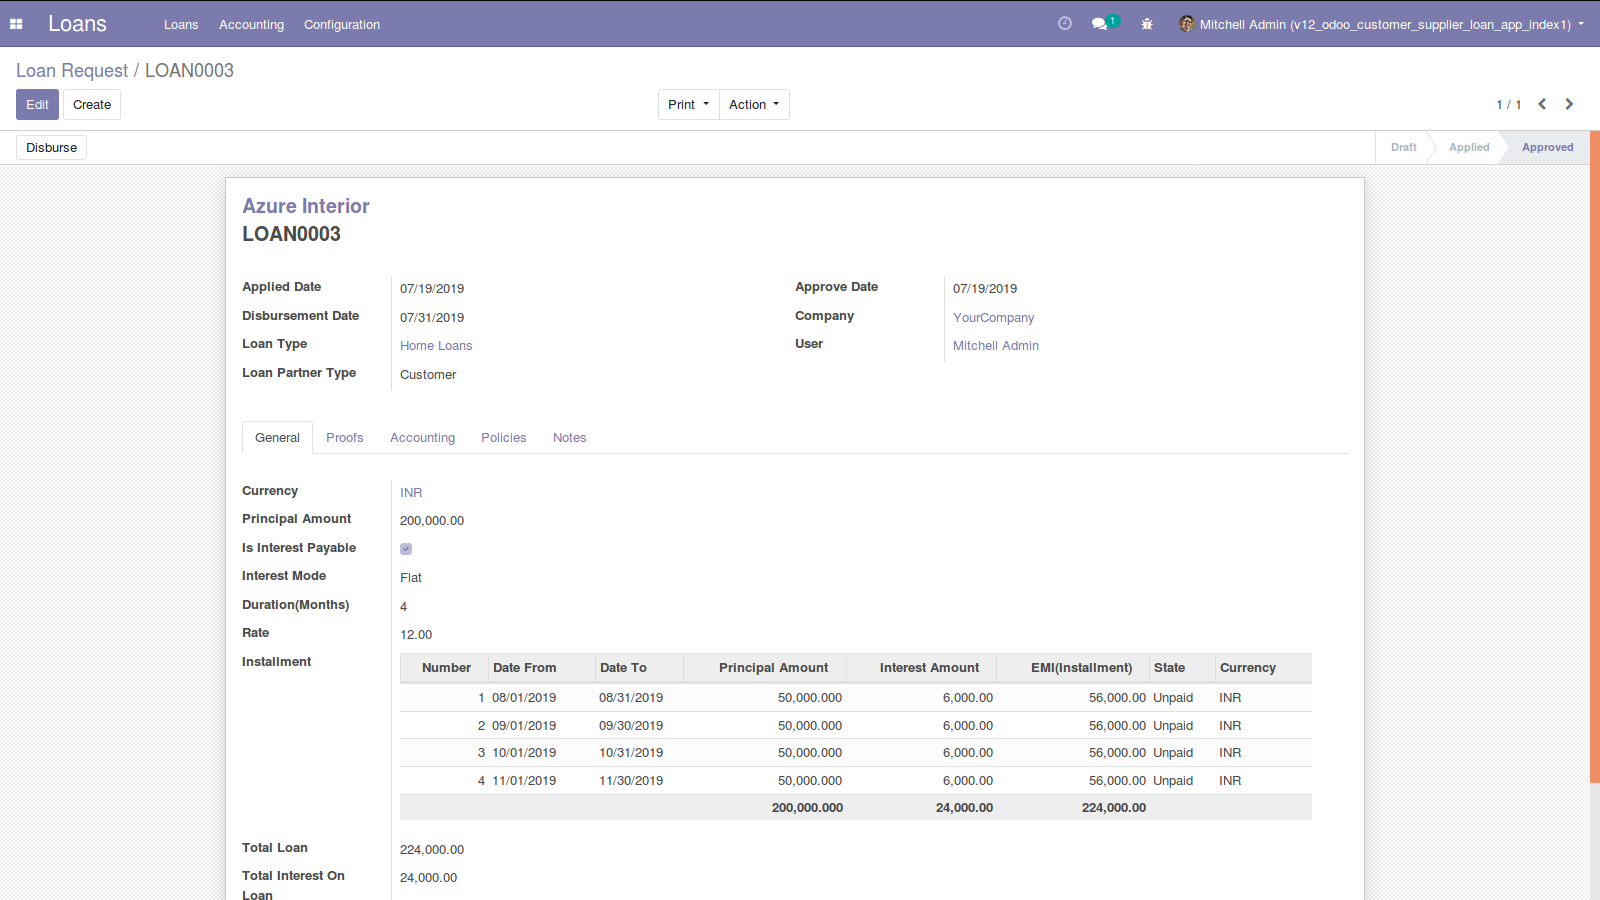 Loans Loans Accounting Configuration 1 Mitchell Admin (v12_odoo_customer_supplier_loan_app_index1)
Loan Request / LOAN0003
Edit Create Print Action 1 / 1
Disburse Draft Applied Approved
Azure Interior
LOAN0003
Applied Date 07/19/2019 Approve Date 07/19/2019
Disbursement Date 07/31/2019 Company YourCompany
Loan Type Home Loans User Mitchell Admin
Loan Partner Type Customer
General Proofs Accounting Policies Notes
Currency INR
Principal Amount 200,000.00
Is Interest Payable
Interest Mode Flat
Duration(Months) 4
Rate 12.00
Installment Number Date From Date To Principal Amount Interest Amount EMI(Installment) State Currency
1 08/01/2019 08/31/2019 50,000.000 6,000.00 56,000.00 Unpaid INR
2 09/01/2019 09/30/2019 50,000.000 6,000.00 56,000.00 Unpaid INR
3 10/01/2019 10/31/2019 50,000.000 6,000.00 56,000.00 Unpaid INR
4 11/01/2019 11/30/2019 50,000.000 6,000.00 56,000.00 Unpaid INR
200,000.000 24,000.00 224,000.00
Total Loan 224,000.00
Total Interest On 24,000.00
Loan